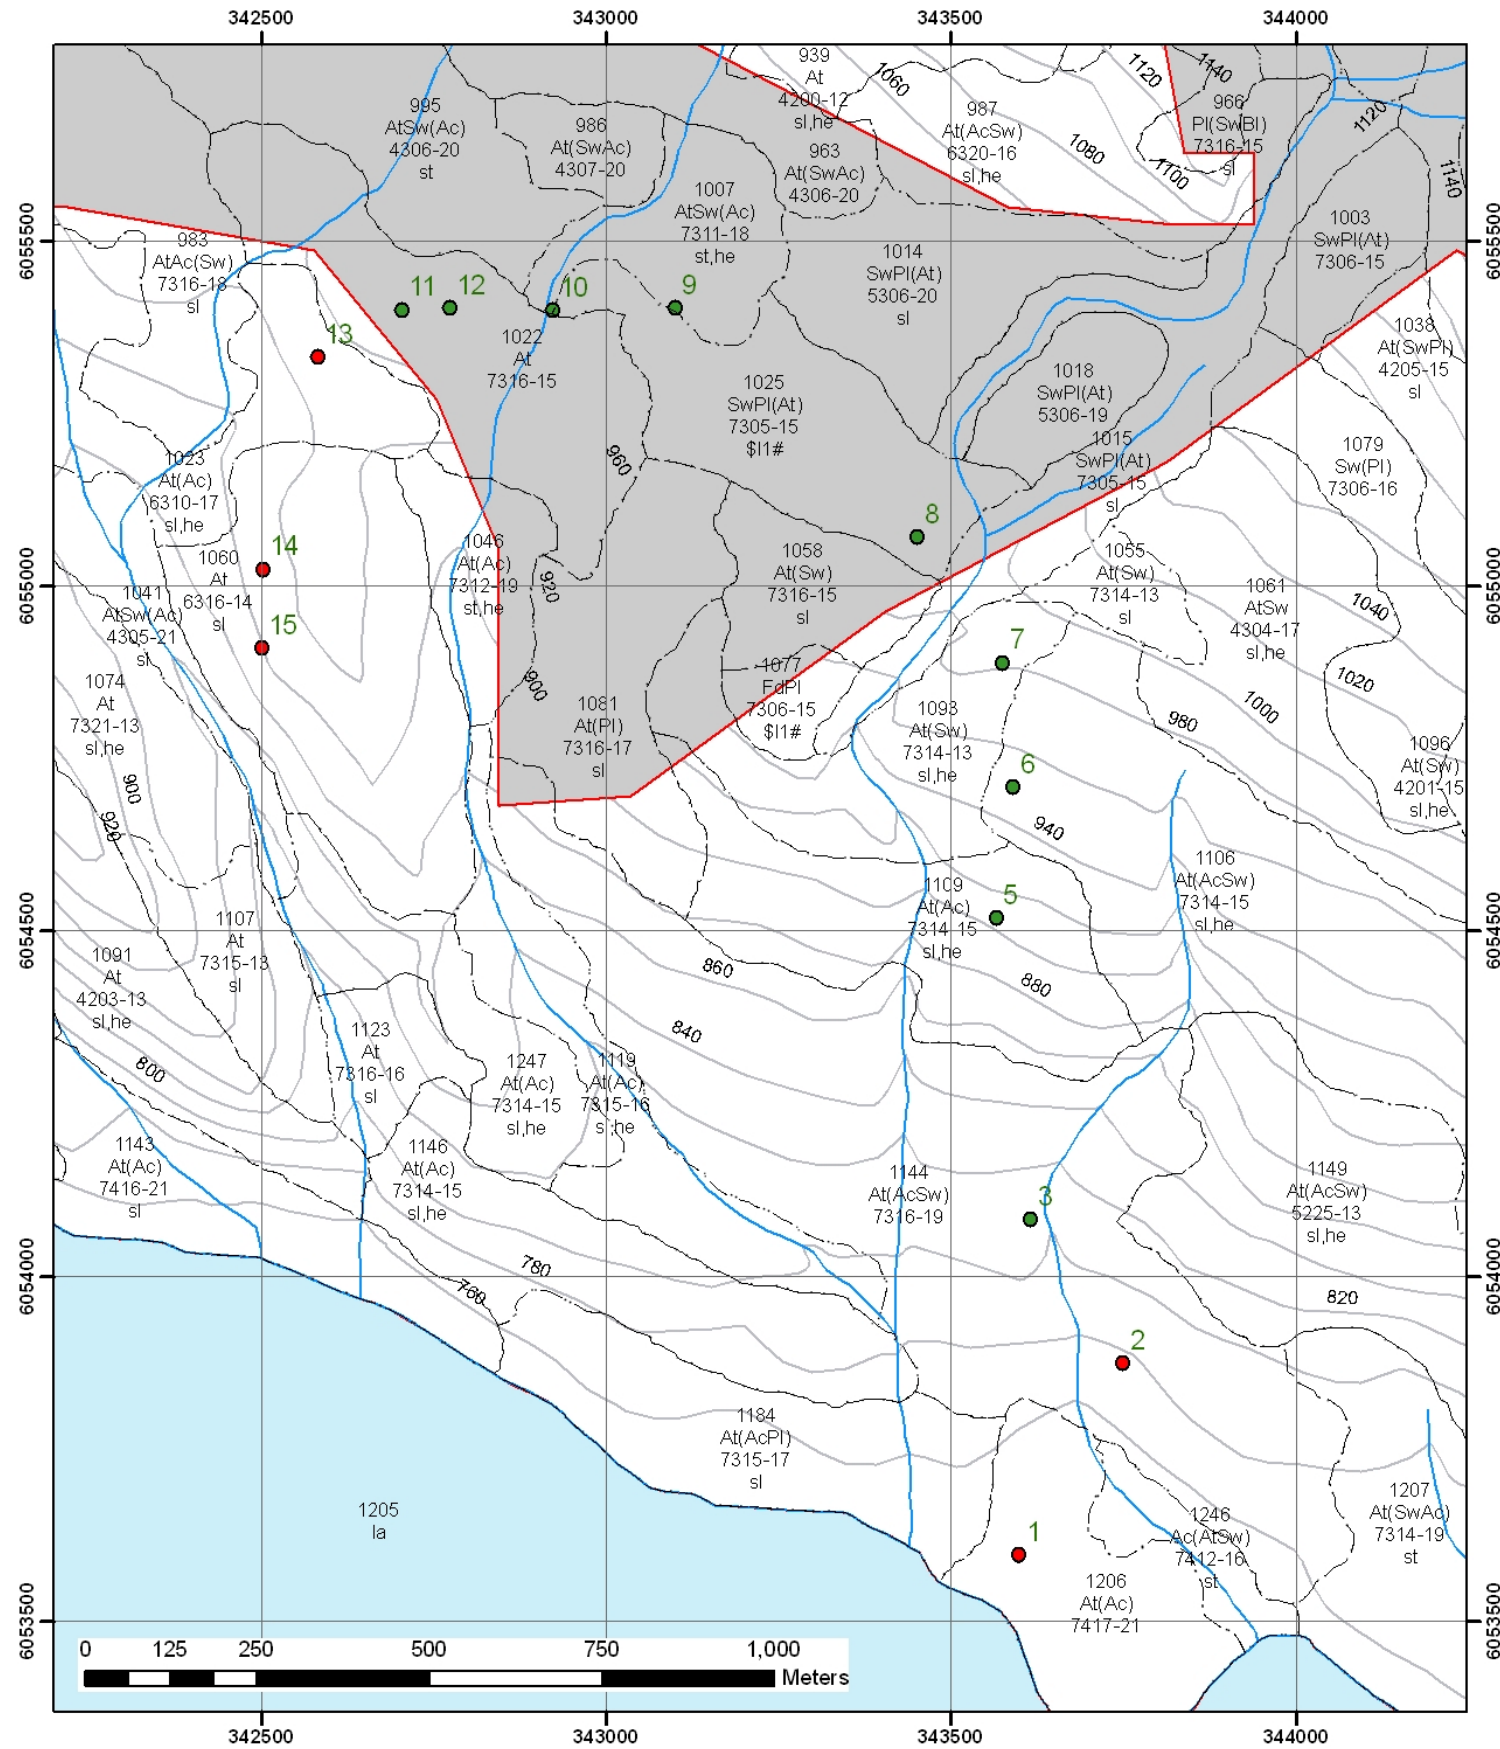 342500 343000 343500 344000
939
At
4200-12
sl,he
1060
1120
1140
966
Pl(SwBl)
7316-15
sl
1120
995
AtSw(Ac)
4306-20
st
986
At(SwAc)
4307-20
987
At(AcSw)
6320-16
sl,he
1080
1100
963
At(SwAc)
4306-20
1140
1007
AtSw(Ac)
7311-18
st,he
1003
SwPl(At)
7306-15
6055500
6055500
983
AtAc(Sw)
7316-18
sl
1014
SwPl(At)
5306-20
sl
11
12
10
9
13
1022
At
7316-15
1038
At(SwPl)
4205-15
sl
1025
SwPl(At)
7305-15
$l1#
1018
SwPl(At)
5306-19
1015
SwPl(At)
7305-15
sl
1079
Sw(Pl)
7306-16
960
1023
At(Ac)
6310-17
sl,he
8
14
1060
At
6316-14
sl
1046
At(Ac)
7312-19
st,he
920
1058
At(Sw)
7316-15
sl
1055
At(Sw)
7314-13
sl
1061
AtSw
4304-17
sl,he
1040
6055000
6055000
1041
AtSw(Ac)
4305-21
sl
15
7
1074
At
7321-13
sl,he
900
1077
FdPl
7306-15
$l1#
1020
1000
980
1081
At(Pl)
7316-17
sl
1093
At(Sw)
7314-13
sl,he
1096
At(Sw)
4201-15
sl,he
6
900
920
940
1106
At(AcSw)
7314-15
sl,he
1109
At(Ac)
7314-15
sl,he
5
1107
At
7315-13
sl
6054500
6054500
1091
At
4203-13
sl,he
860
880
1123
At
7316-16
sl
840
800
1247
At(Ac)
7314-15
sl,he
1119
At(Ac)
7315-16
sl,he
1143
At(Ac)
7416-21
sl
1146
At(Ac)
7314-15
sl,he
1144
At(AcSw)
7316-19
3
1149
At(AcSw)
5225-13
sl,he
6054000
6054000
780
760
820
2
1184
At(AcPl)
7315-17
sl
1205
la
1207
At(SwAc)
7314-19
st
1
1246
Ac(AtSw)
7412-16
st
1206
At(Ac)
7417-21
6053500
6053500
0 125 250 500 750 1,000
Meters
342500 343000 343500 344000